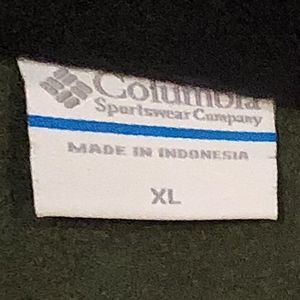 Columbia
Sportswear Company
MADE IN INDONESIA
XL